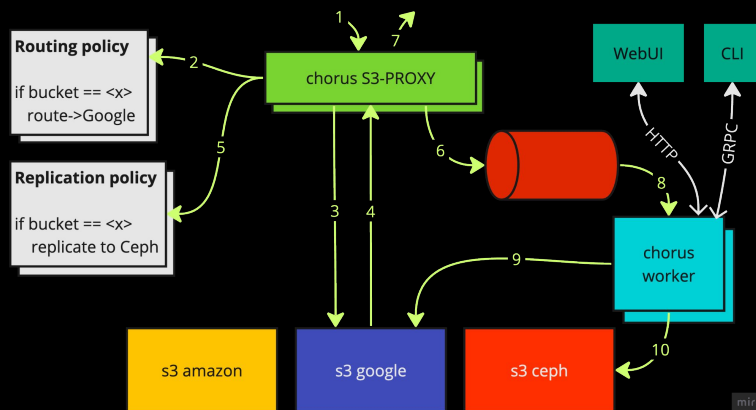 1
7
Routing policy
if bucket == <x>
route->Google
2
chorus S3-PROXY
WebUI
CLI
5
6
HTTP
GRPC
Replication policy
if bucket == <x>
replicate to Ceph
3
4
8
chorus
worker
9
10
s3 amazon
s3 google
s3 ceph